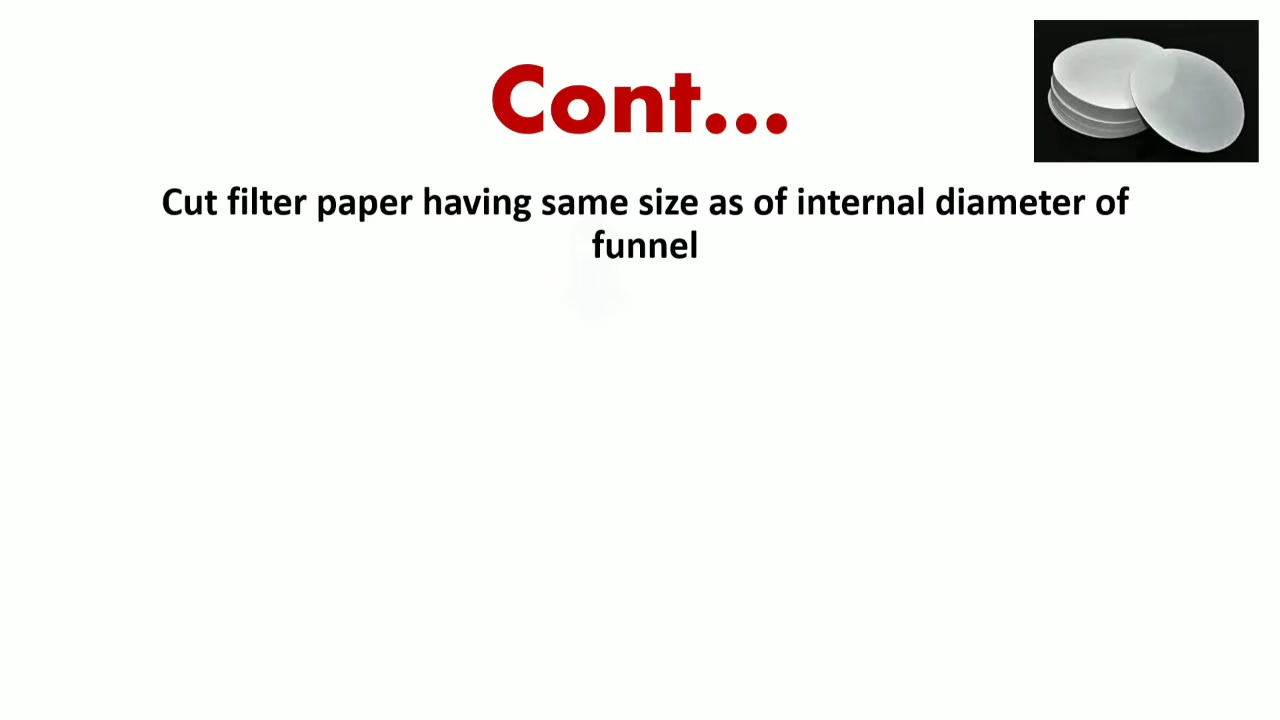 Cont...
Cut filter paper having same size as of internal diameter of
funnel